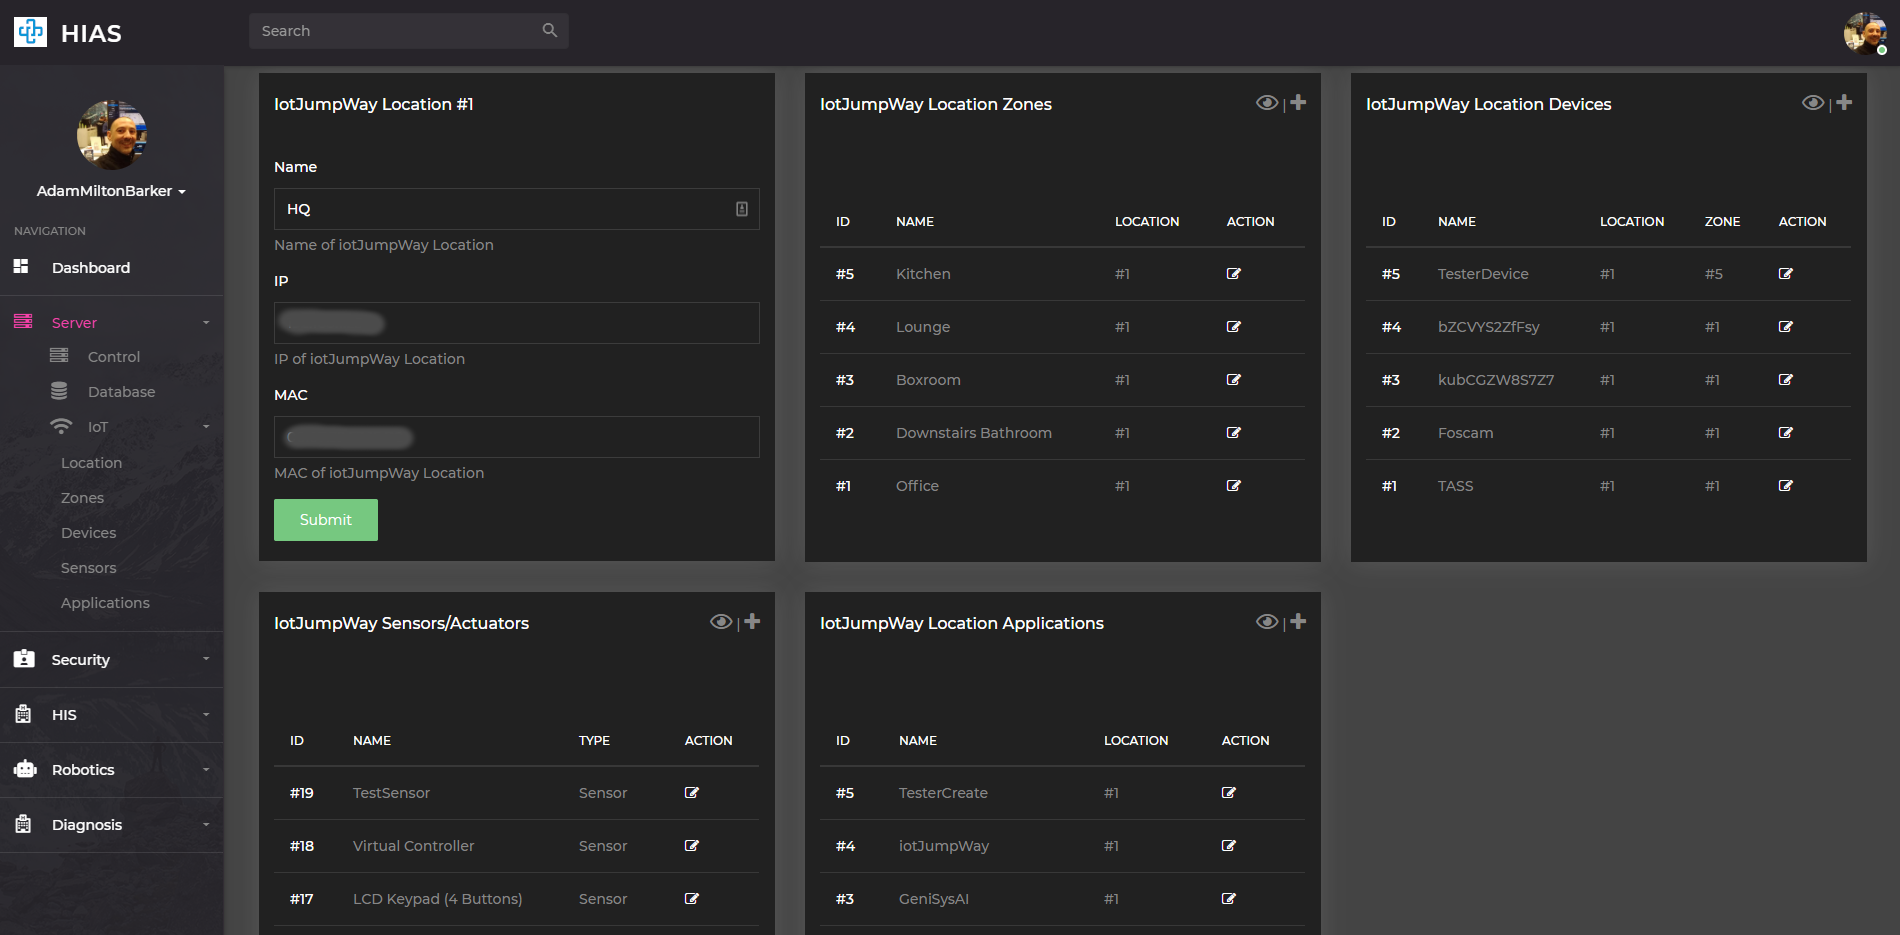 HIAS
Search
AdamMiltonBarker
NAVIGATION
Dashboard
Server
Control
Database
IoT
Location
Zones
Devices
Sensors
Applications
Security
HIS
Robotics
Diagnosis
IotJumpWay Location #1
Name
HQ
Name of iotJumpWay Location
IP
IP of iotJumpWay Location
MAC
MAC of iotJumpWay Location
Submit
IotJumpWay Location Zones
|
ID NAME LOCATION ACTION
#5 Kitchen #1
#4 Lounge #1
#3 Boxroom #1
#2 Downstairs Bathroom #1
#1 Office #1
IotJumpWay Location Devices
|
ID NAME LOCATION ZONE ACTION
#5 TesterDevice #1 #5
#4 bZCVYS2ZfFsy #1 #1
#3 kubCGZW8S7Z7 #1 #1
#2 Foscam #1 #1
#1 TASS #1 #1
IotJumpWay Sensors/Actuators
|
ID NAME TYPE ACTION
#19 TestSensor Sensor
#18 Virtual Controller Sensor
#17 LCD Keypad (4 Buttons) Sensor
IotJumpWay Location Applications
|
ID NAME LOCATION ACTION
#5 TesterCreate #1
#4 iotJumpWay #1
#3 GeniSysAI #1